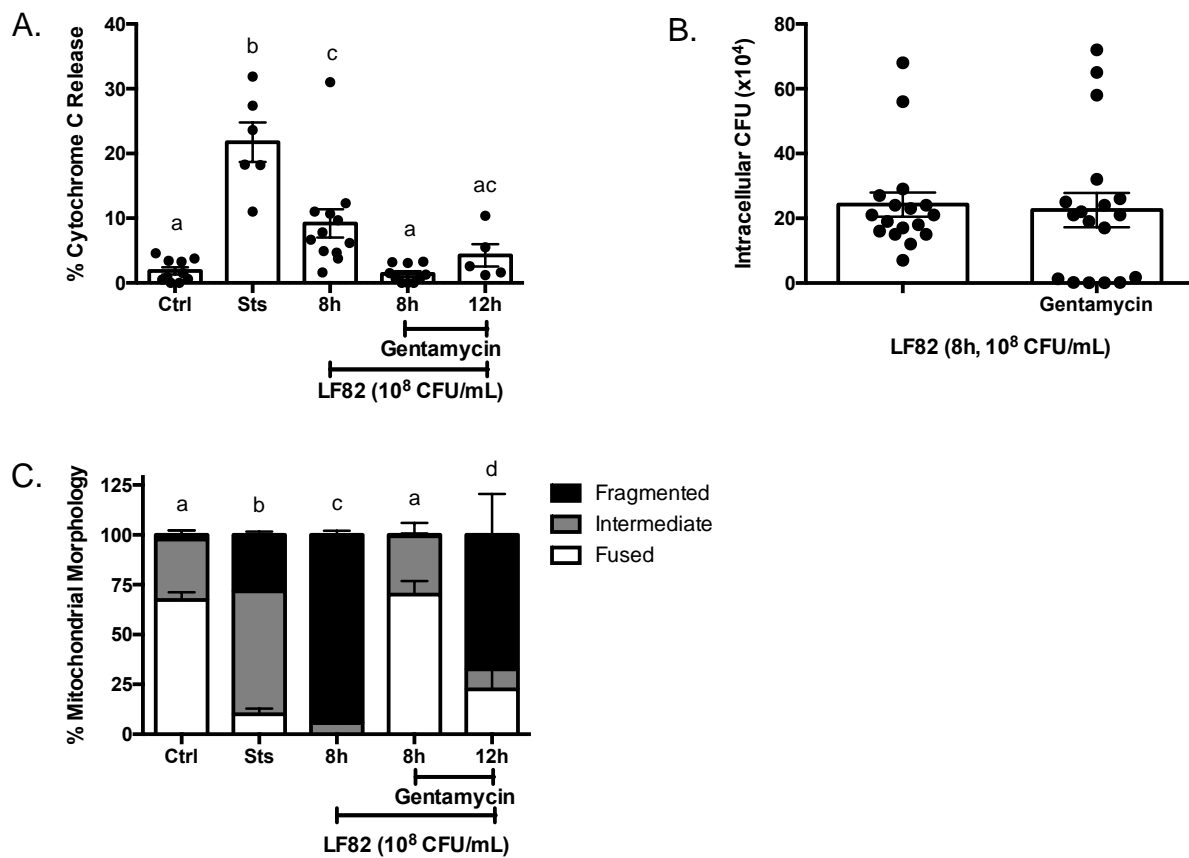 A.
% Cytochrome C Release
40
30
20
10
0
a
b
c
a
ac
Ctrl
Sts
8h
8h
12h
Gentamycin
LF82 (10⁸ CFU/mL)
B.
Intracellular CFU (x10⁴)
80
60
40
20
0
Gentamycin
LF82 (8h, 10⁸ CFU/mL)
C.
% Mitochondrial Morphology
125
100
75
50
25
0
a
b
c
a
d
Fragmented
Intermediate
Fused
Ctrl
Sts
8h
8h
12h
Gentamycin
LF82 (10⁸ CFU/mL)